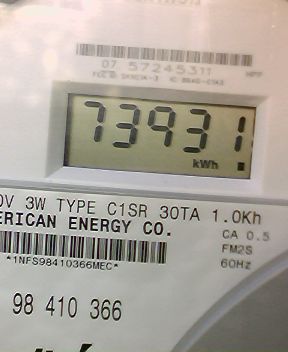 07 57245311
73931
kWh
0V 3W TYPE C1SR 30TA 1.0Kh
ERICAN ENERGY CO.
CA 0.5
FM2S
60Hz
*1NFS98410366MEC*
98 410 366